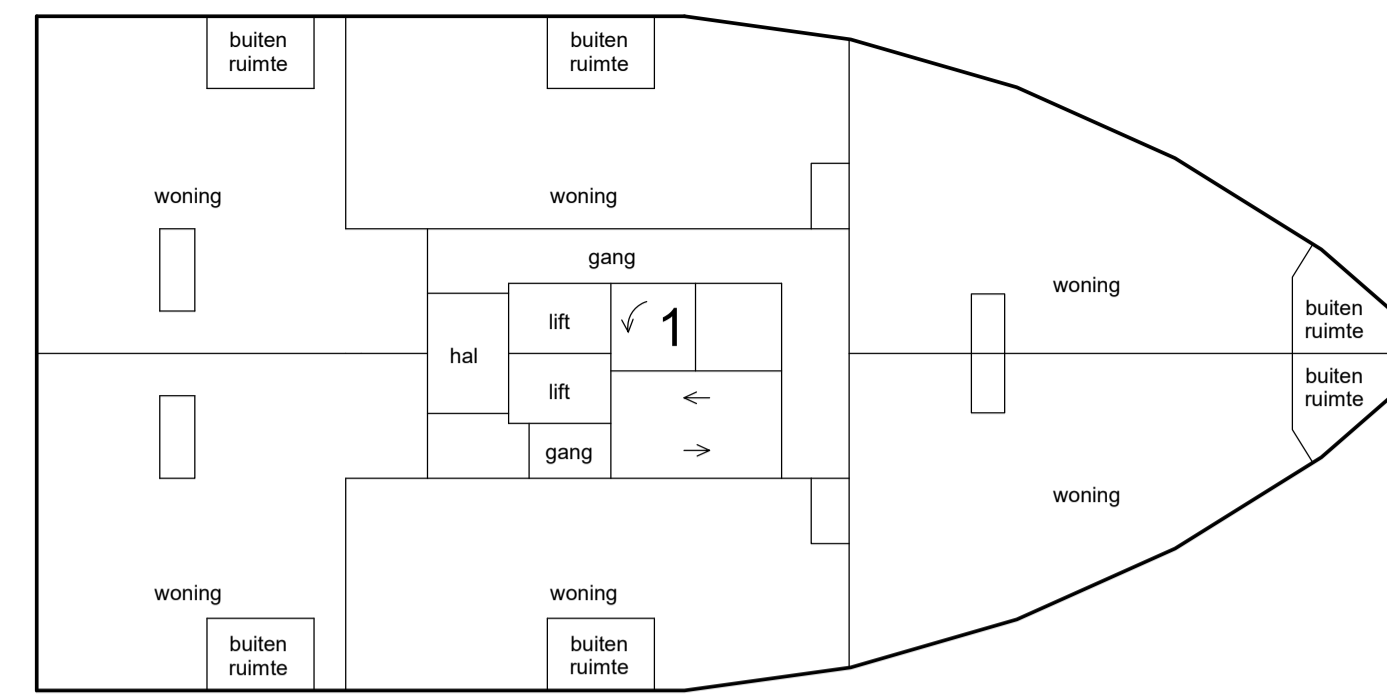 buiten
ruimte
buiten
ruimte
woning
woning
gang
woning
lift
1
buiten
ruimte
hal
lift
buiten
ruimte
gang
woning
woning
woning
buiten
ruimte
buiten
ruimte